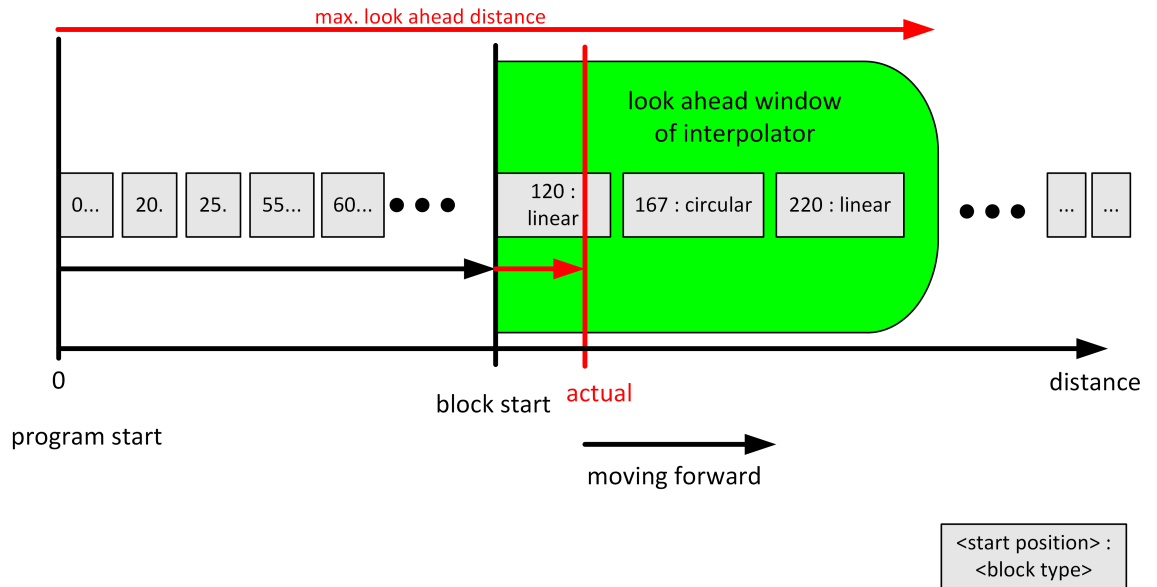 max. look ahead distance
look ahead window
of interpolator
0...
20.
25.
55...
60...
120 :
linear
167 : circular
220 : linear
...
...
0
block start
actual
distance
program start
moving forward
<start position> :
<block type>